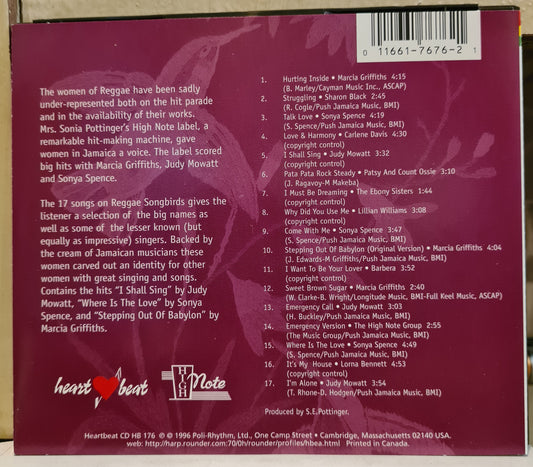 0 11661-7676-2 1
The women of Reggae have been sadly
under-represented both on the hit parade
and in the availability of their works.
Mrs. Sonia Pottinger's High Note label, a
remarkable hit-making machine, gave
women in Jamaica a voice. The label scored
big hits with Marcia Griffiths, Judy Mowatt
and Sonya Spence.
The 17 songs on Reggae Songbirds gives the
listener a selection of the big names as
well as some of the lesser known (but
equally as impressive) singers. Backed by
the cream of Jamaican musicians these
women carved out an identity for other
women with great singing and songs.
Contains the hits "I Shall Sing" by Judy
Mowatt, "Where Is The Love" by Sonya
Spence, and "Stepping Out Of Babylon" by
Marcia Griffiths.
1. Hurting Inside • Marcia Griffiths 4:15
(B. Marley/Cayman Music Inc., ASCAP)
2. Struggling • Sharon Black 2:45
(R. Cogle/Push Jamaica Music, BMI)
3. Talk Love • Sonya Spence 4:19
(S. Spence/Push Jamaica Music, BMI)
4. Love & Harmony • Carlene Davis 4:30
(copyright control)
5. I Shall Sing • Judy Mowatt 3:32
(copyright control)
6. Pata Pata Rock Steady • Patsy And Count Ossie 3:10
(J. Ragavoy-M Makeba)
7. I Must Be Dreaming • The Ebony Sisters 1:44
(copyright control)
8. Why Did You Use Me • Lillian Williams 3:08
(copyright control)
9. Come With Me • Sonya Spence 3:47
(S. Spence/Push Jamaica Music, BMI)
10. Stepping Out Of Babylon (Original Version) • Marcia Griffiths 4:04
(J. Edwards-M Griffiths/Push Jamaica Music, BMI)
11. I Want To Be Your Lover • Barbera 3:52
(copyright control)
12. Sweet Brown Sugar • Marcia Griffiths 2:40
(W. Clarke-B. Wright/Longitude Music, BMI-Full Keel Music, ASCAP)
13. Emergency Call • Judy Mowatt 3:03
(H. Buckley/Push Jamaica Music, BMI)
14. Emergency Version • The High Note Group 2:55
(The Music Group/Push Jamaica Music, BMI)
15. Where Is The Love • Sonya Spence 4:49
(S. Spence/Push Jamaica Music, BMI)
16. It's My House • Lorna Bennett 4:53
(copyright control)
17. I'm Alone • Judy Mowatt 3:54
(T. Rhone-D. Hodgen/Push Jamaica Music, BMI)
Produced by S.E.Pottinger.
heart beat
HIGH Note
Heartbeat CD HB 176 ℗ © 1996 Poli-Rhythm, Ltd., One Camp Street • Cambridge, Massachusetts 02140 USA.
web: http://harp.rounder.com:70/0h/rounder/profiles/hbea.html Printed in Canada.